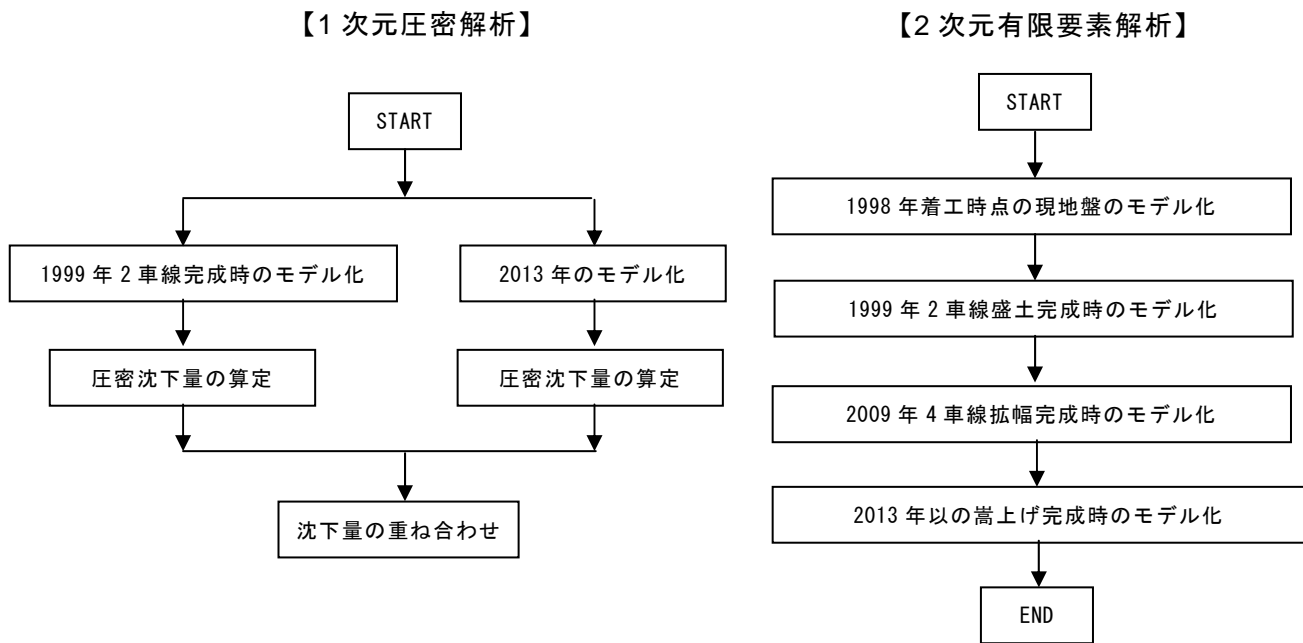 【1 次元圧密解析】
START
1999 年 2 車線完成時のモデル化
2013 年のモデル化
圧密沈下量の算定
圧密沈下量の算定
沈下量の重ね合わせ
【2 次元有限要素解析】
START
1998 年着工時点の現地盤のモデル化
1999 年 2 車線盛土完成時のモデル化
2009 年 4 車線拡幅完成時のモデル化
2013 年以の嵩上げ完成時のモデル化
END